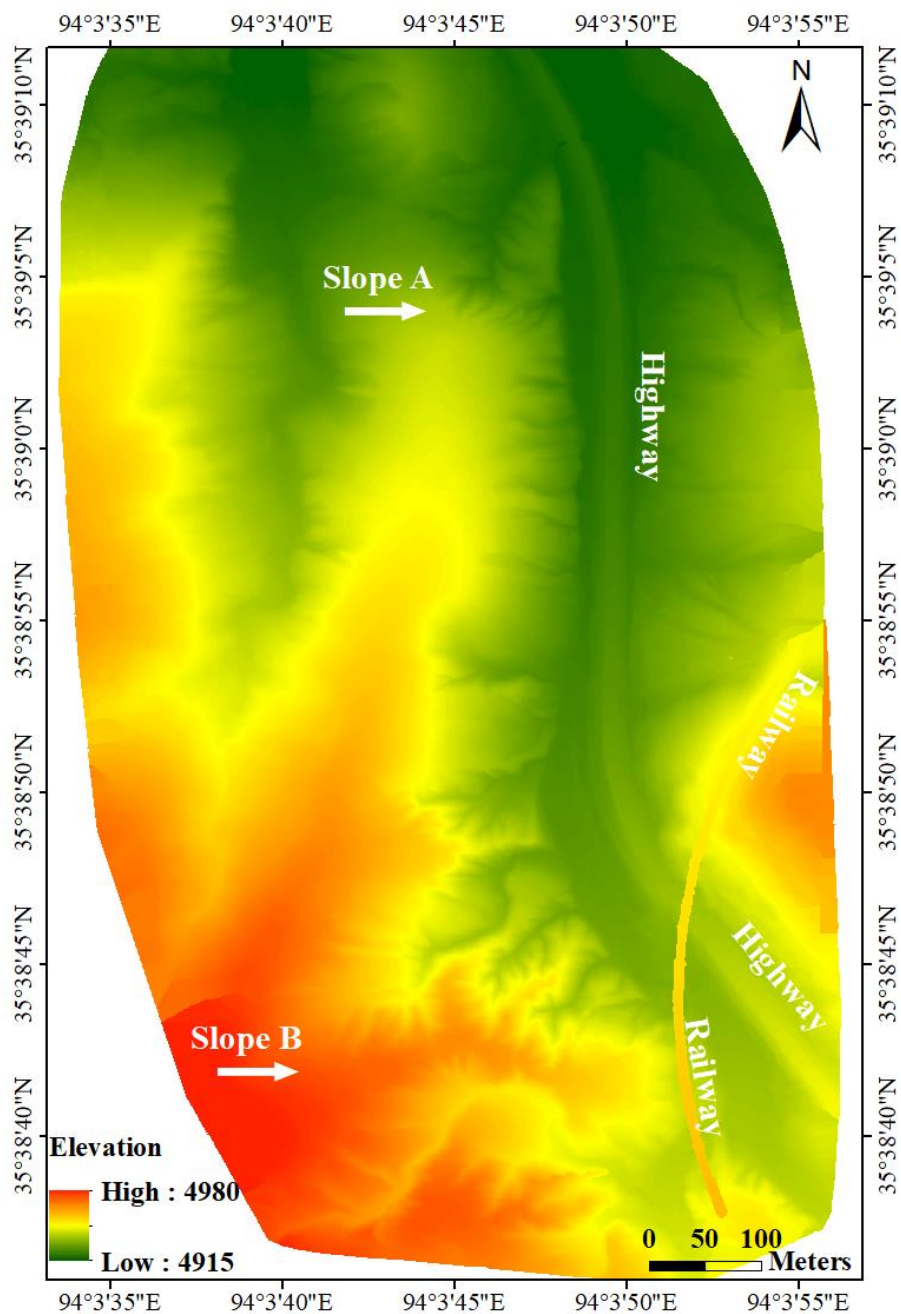 94°3'35"E 94°3'40"E 94°3'45"E 94°3'50"E 94°3'55"E
N
35°39'10"N 35°39'10"N
35°39'5"N 35°39'5"N
Slope A
Highway
35°39'0"N 35°39'0"N
35°38'55"N 35°38'55"N
Railway
35°38'50"N 35°38'50"N
35°38'45"N 35°38'45"N
Highway
Slope B
Railway
35°38'40"N 35°38'40"N
Elevation
High : 4980
Low : 4915
0 50 100
Meters
94°3'35"E 94°3'40"E 94°3'45"E 94°3'50"E 94°3'55"E